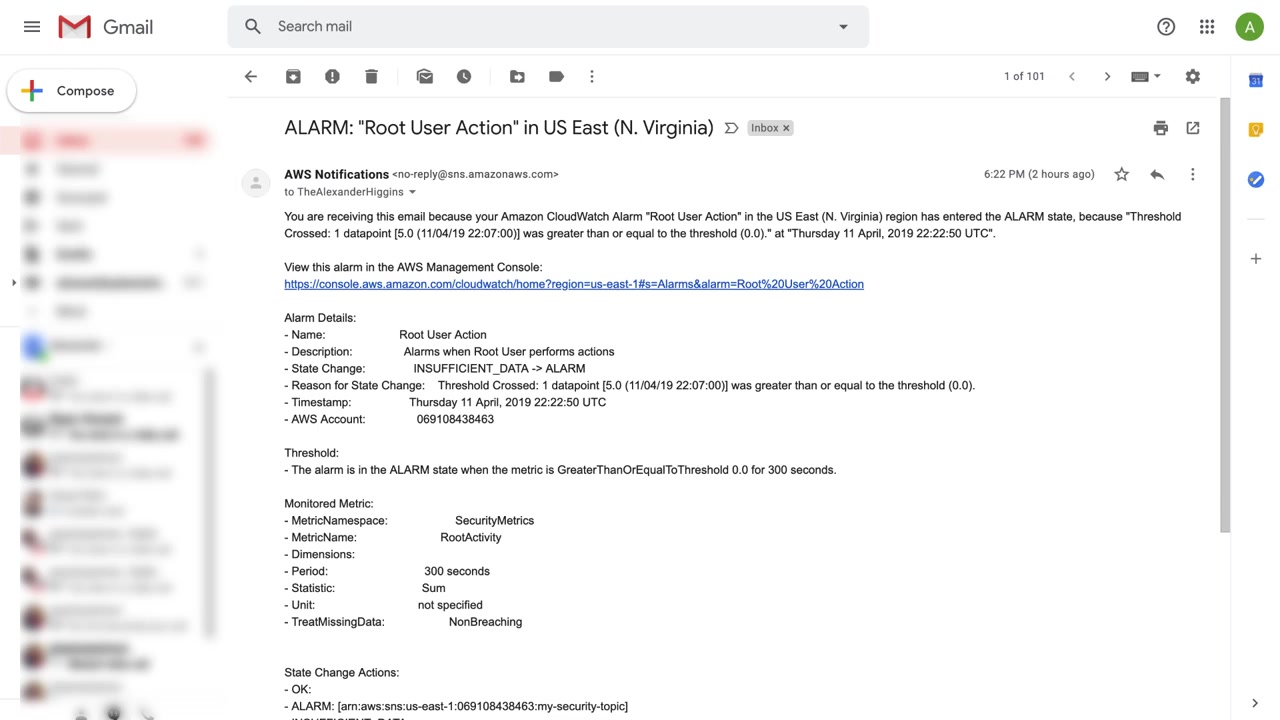 Gmail
Search mail
A
Compose
1 of 101
31
ALARM: "Root User Action" in US East (N. Virginia)
Inbox ×
AWS Notifications <no-reply@sns.amazonaws.com>
6:22 PM (2 hours ago)
to TheAlexanderHiggins
You are receiving this email because your Amazon CloudWatch Alarm "Root User Action" in the US East (N. Virginia) region has entered the ALARM state, because "Threshold
Crossed: 1 datapoint [5.0 (11/04/19 22:07:00)] was greater than or equal to the threshold (0.0)." at "Thursday 11 April, 2019 22:22:50 UTC".
View this alarm in the AWS Management Console:
https://console.aws.amazon.com/cloudwatch/home?region=us-east-1#s=Alarms&alarm=Root%20User%20Action
Alarm Details:
- Name: Root User Action
- Description: Alarms when Root User performs actions
- State Change: INSUFFICIENT_DATA -> ALARM
- Reason for State Change: Threshold Crossed: 1 datapoint [5.0 (11/04/19 22:07:00)] was greater than or equal to the threshold (0.0).
- Timestamp: Thursday 11 April, 2019 22:22:50 UTC
- AWS Account: 069108438463
Threshold:
- The alarm is in the ALARM state when the metric is GreaterThanOrEqualToThreshold 0.0 for 300 seconds.
Monitored Metric:
- MetricNamespace: SecurityMetrics
- MetricName: RootActivity
- Dimensions:
- Period: 300 seconds
- Statistic: Sum
- Unit: not specified
- TreatMissingData: NonBreaching
State Change Actions:
- OK:
- ALARM: [arn:aws:sns:us-east-1:069108438463:my-security-topic]